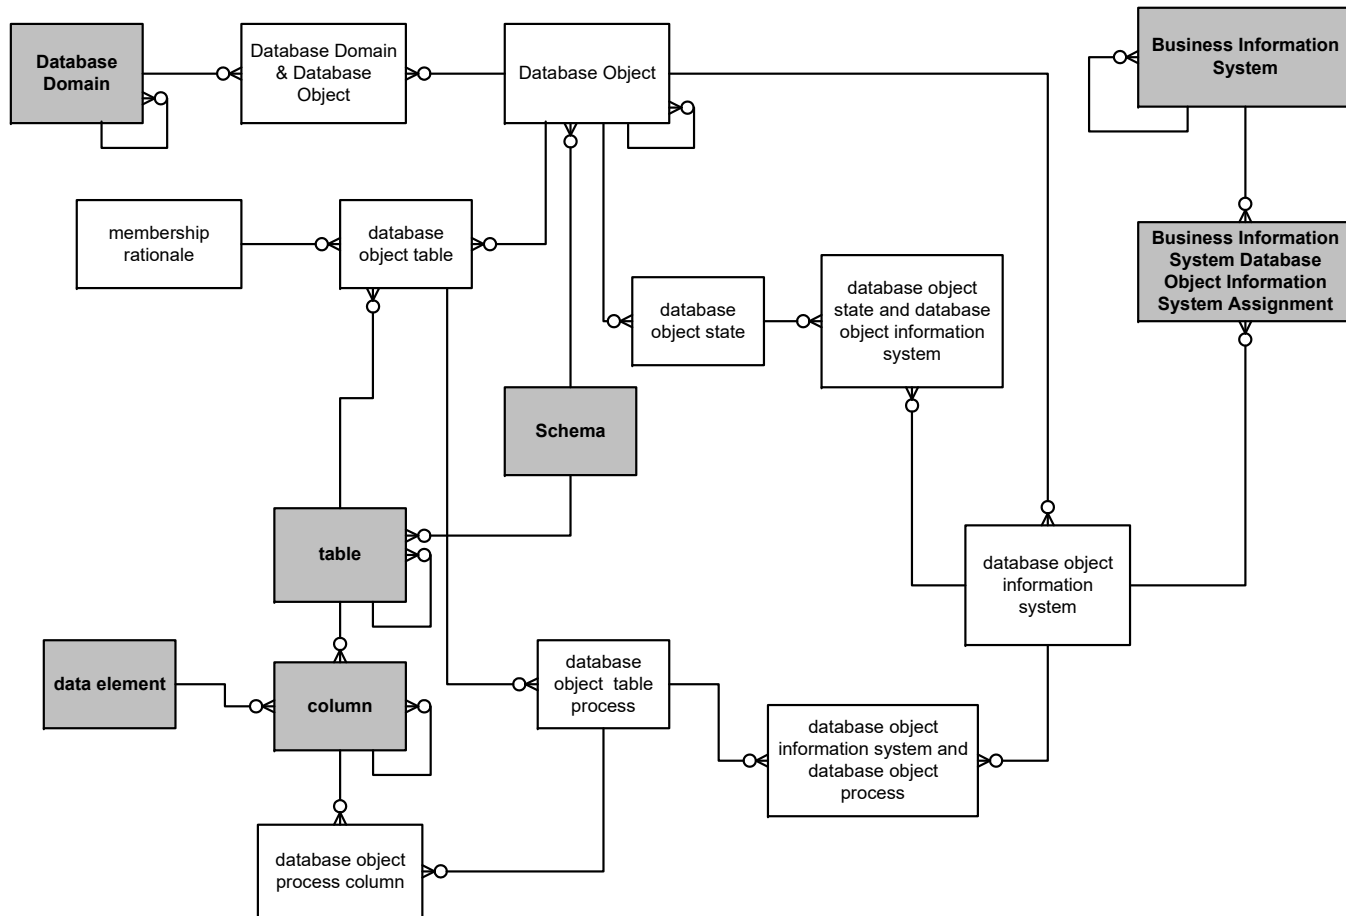 Database
Domain
Database Domain
& Database
Object
Database Object
Business Information
System
membership
rationale
database
object table
Business Information
System Database
Object Information
System Assignment
database
object state
database object
state and database
object information
system
Schema
table
database object
information
system
data element
column
database
object  table
process
database object
information system and
database object
process
database object
process column